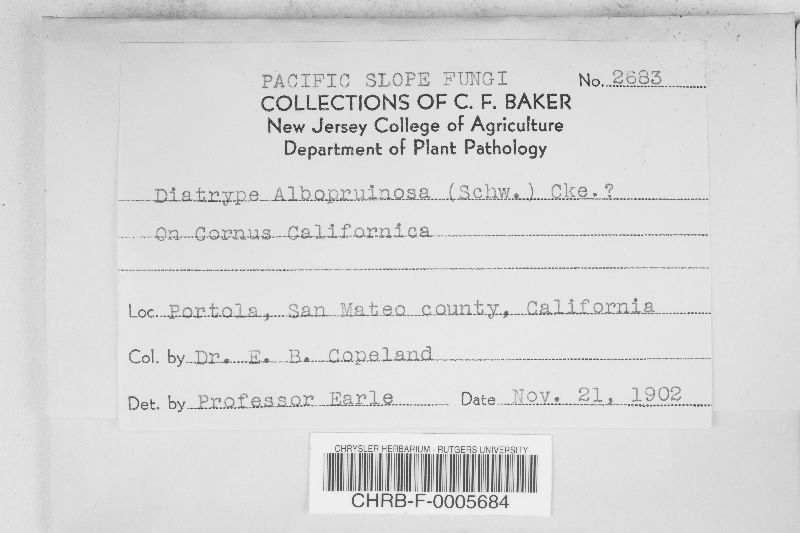 PACIFIC SLOPE FUNGI No. 2683
COLLECTIONS OF C. F. BAKER
New Jersey College of Agriculture
Department of Plant Pathology
Diatrype Albopruinosa (Schw.) Cke.?
On Cornus Californica
Loc. Portola, San Mateo county, California
Col. by Dr. E. B. Copeland
Det. by Professor Earle Date Nov. 21, 1902
CHRYSLER HERBARIUM - RUTGERS UNIVERSITY
CHRB-F-0005684